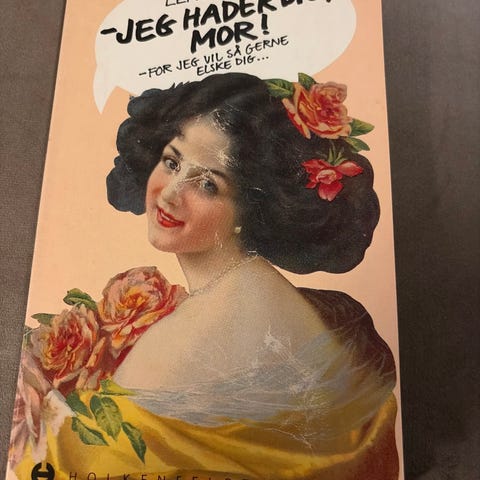 -JEG HADER DIG,
MOR!
-FOR JEG VIL SÅ GERNE
ELSKE DIG...